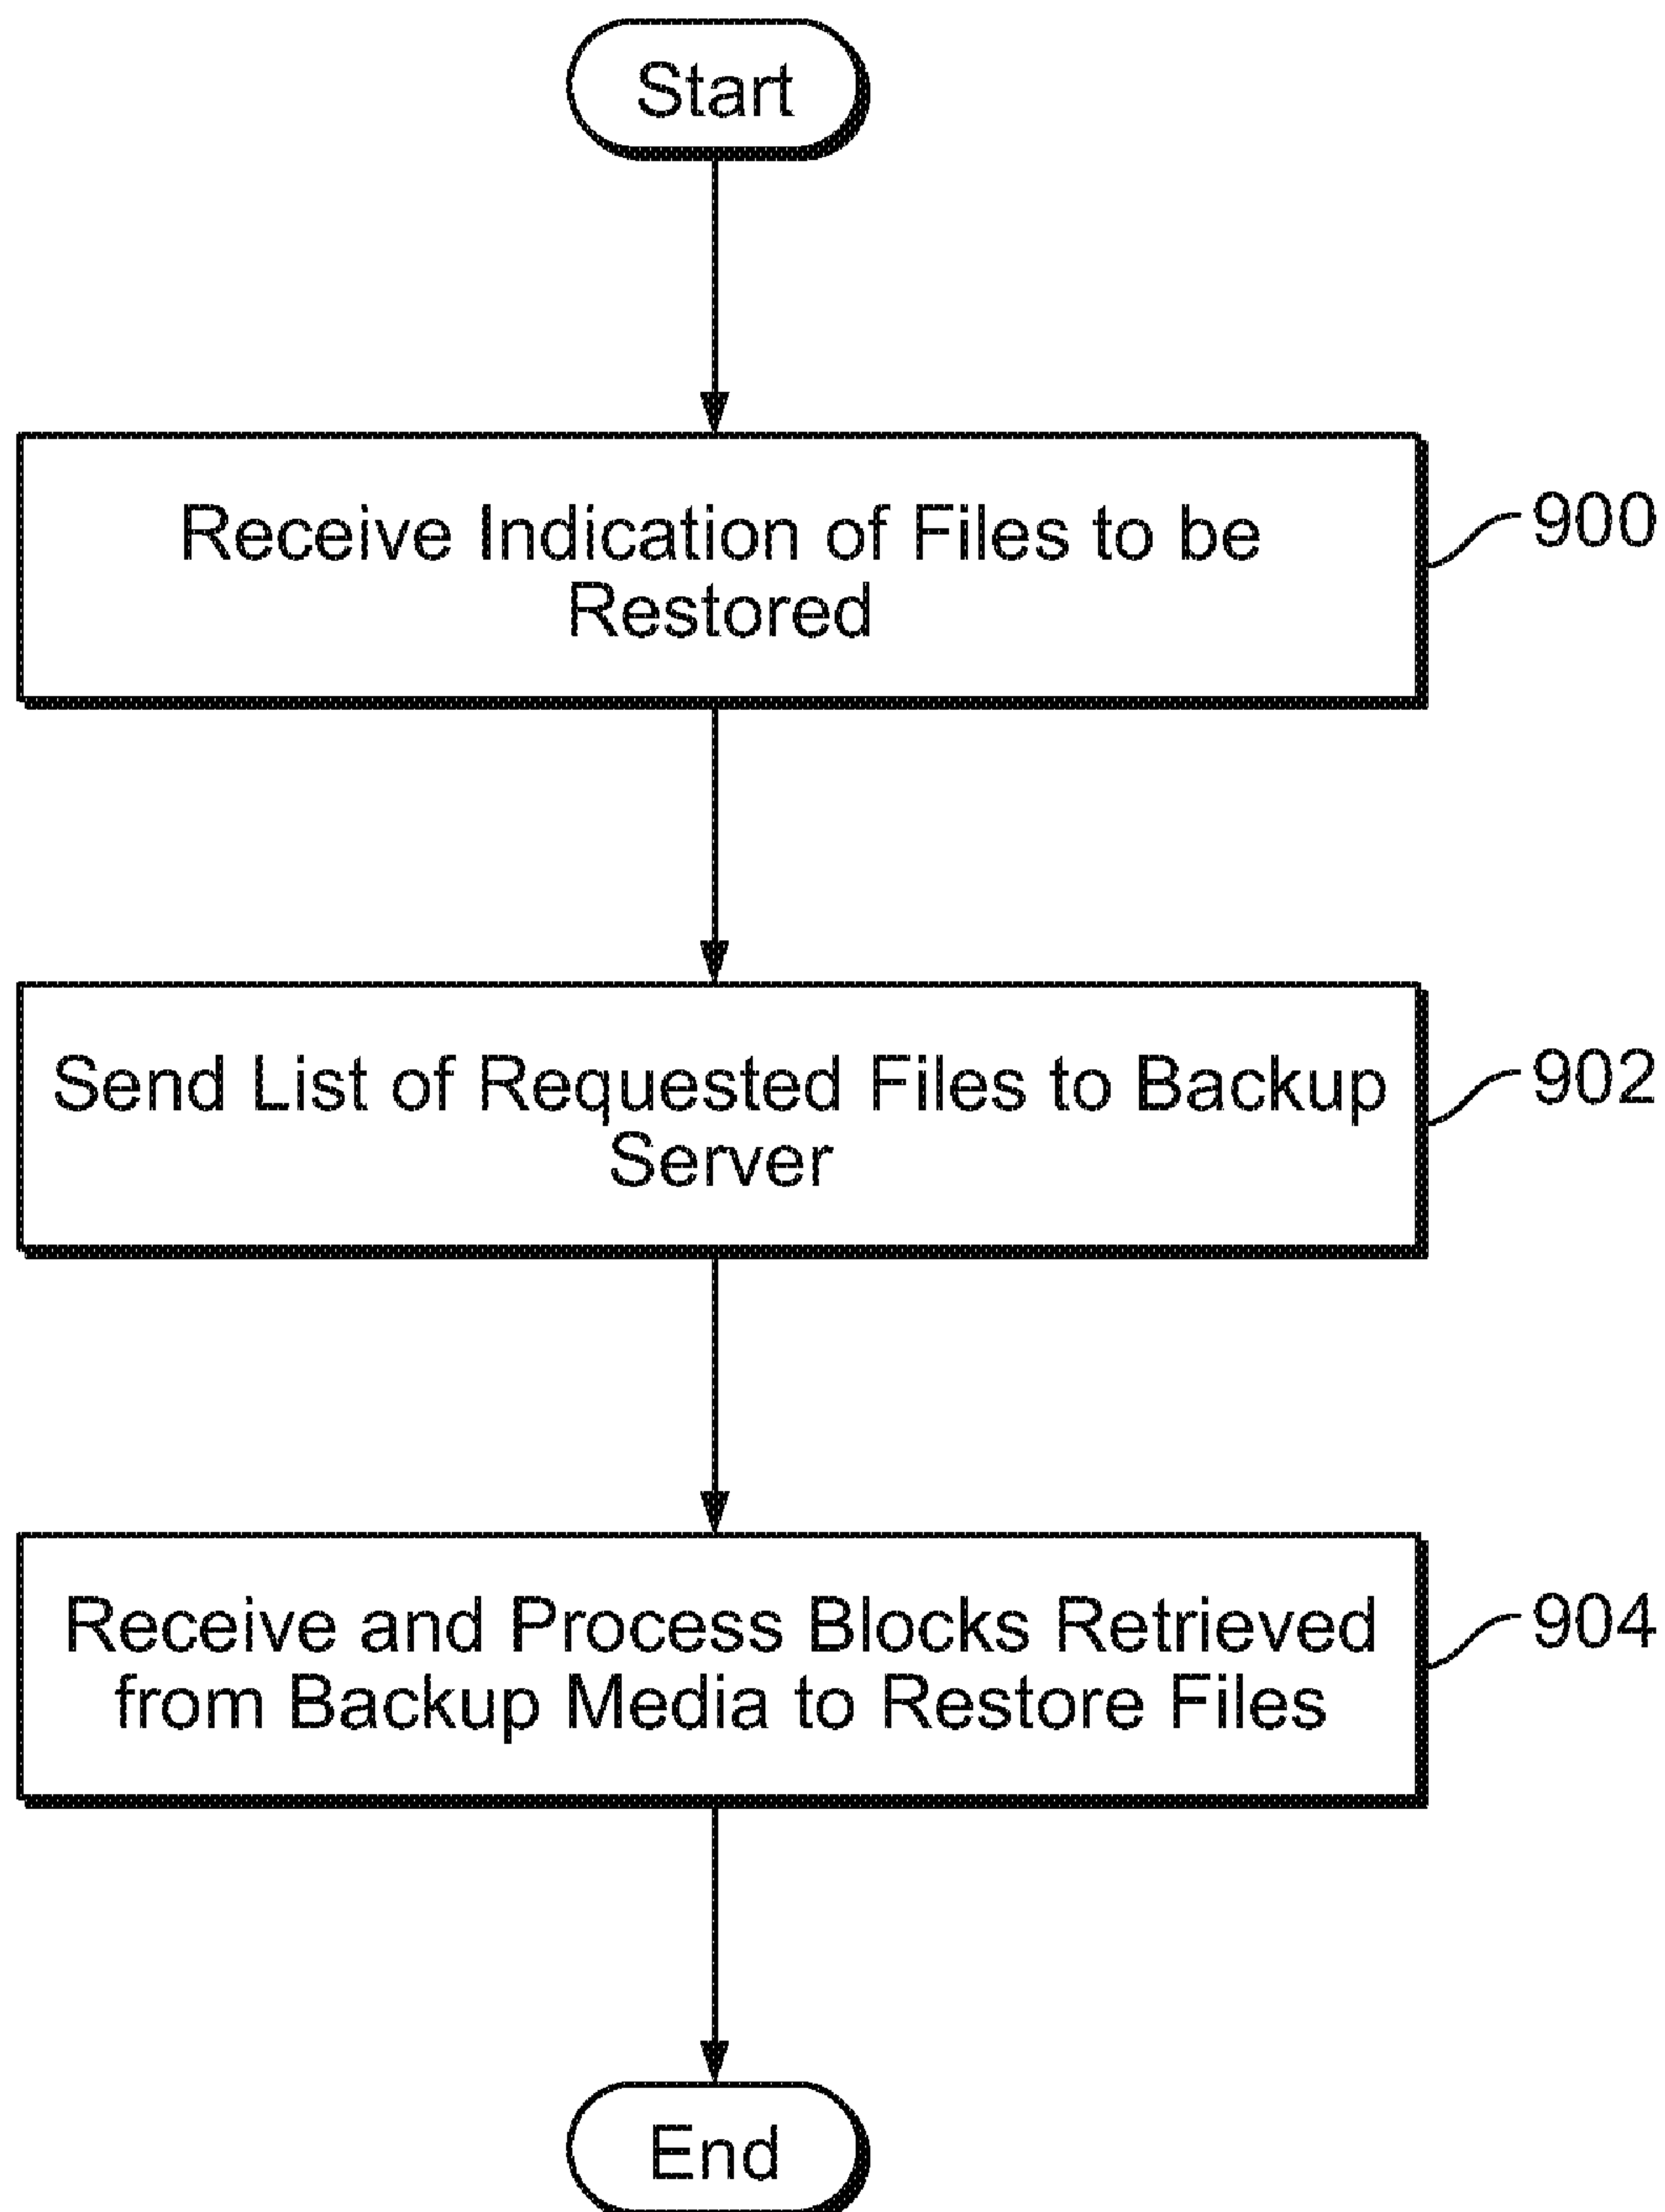 Start
Receive Indication of Files to be
Restored
900
Send List of Requested Files to Backup
Server
902
Receive and Process Blocks Retrieved
from Backup Media to Restore Files
904
End